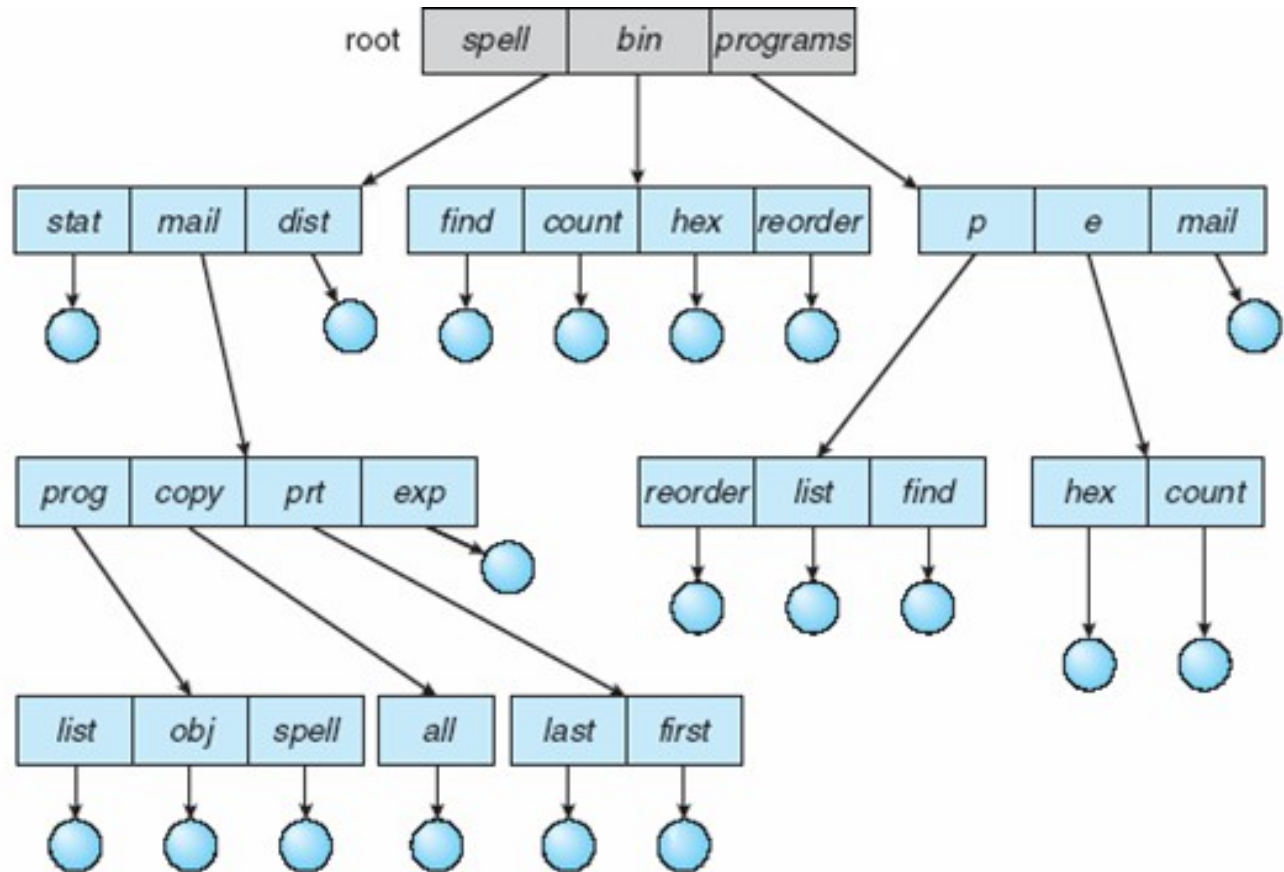 root spell bin programs
stat mail dist find count hex reorder p e mail
prog copy prt exp reorder list find hex count
list obj spell all last first